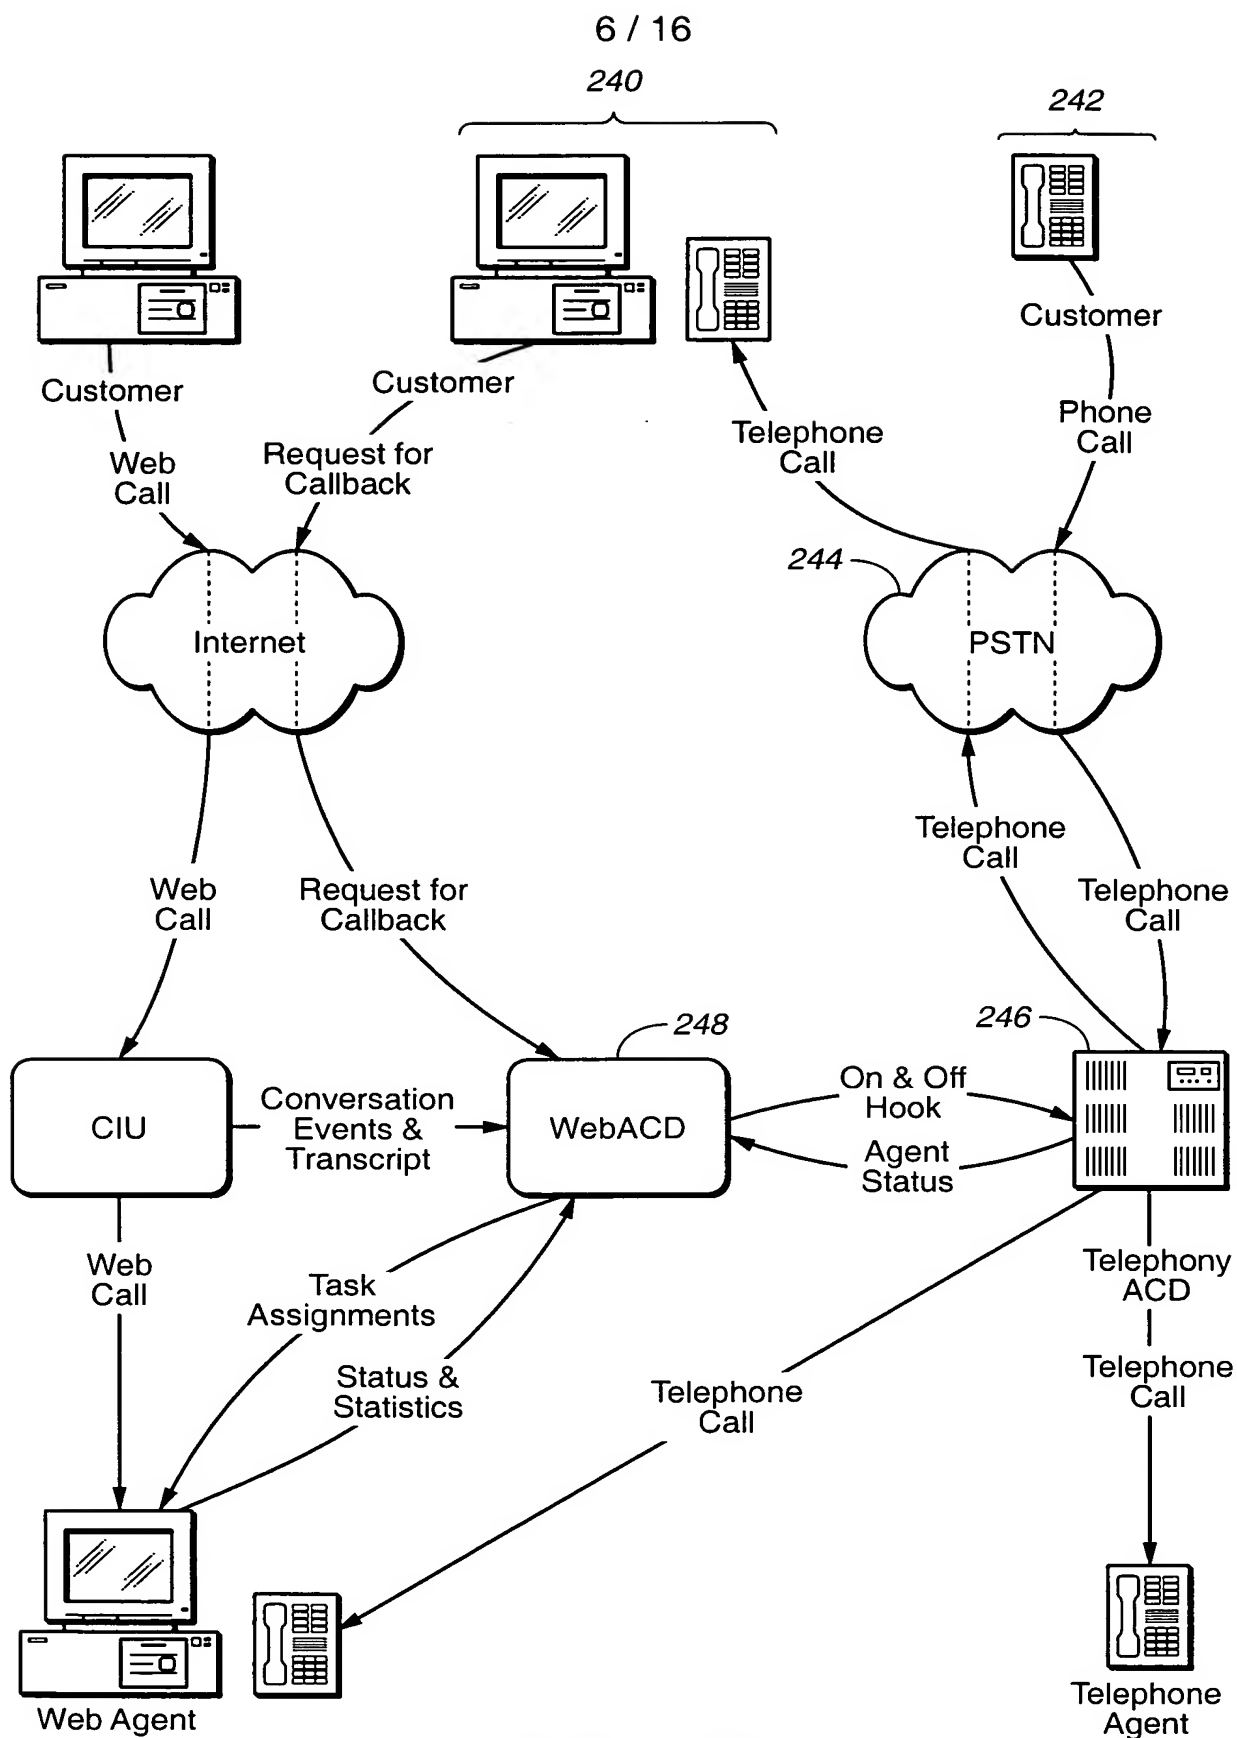 6 / 16
240
242
Customer
Customer
Customer
Web
Call
Request for
Callback
Telephone
Call
Phone
Call
244
Internet
PSTN
Telephone
Call
Web
Call
Request for
Callback
Telephone
Call
248
246
CIU
Conversation
Events &
Transcript
WebACD
On & Off
Hook
Agent
Status
Web
Call
Task
Assignments
Status &
Statistics
Telephone
Call
Telephony
ACD
Telephone
Call
Web Agent
Telephone
Agent